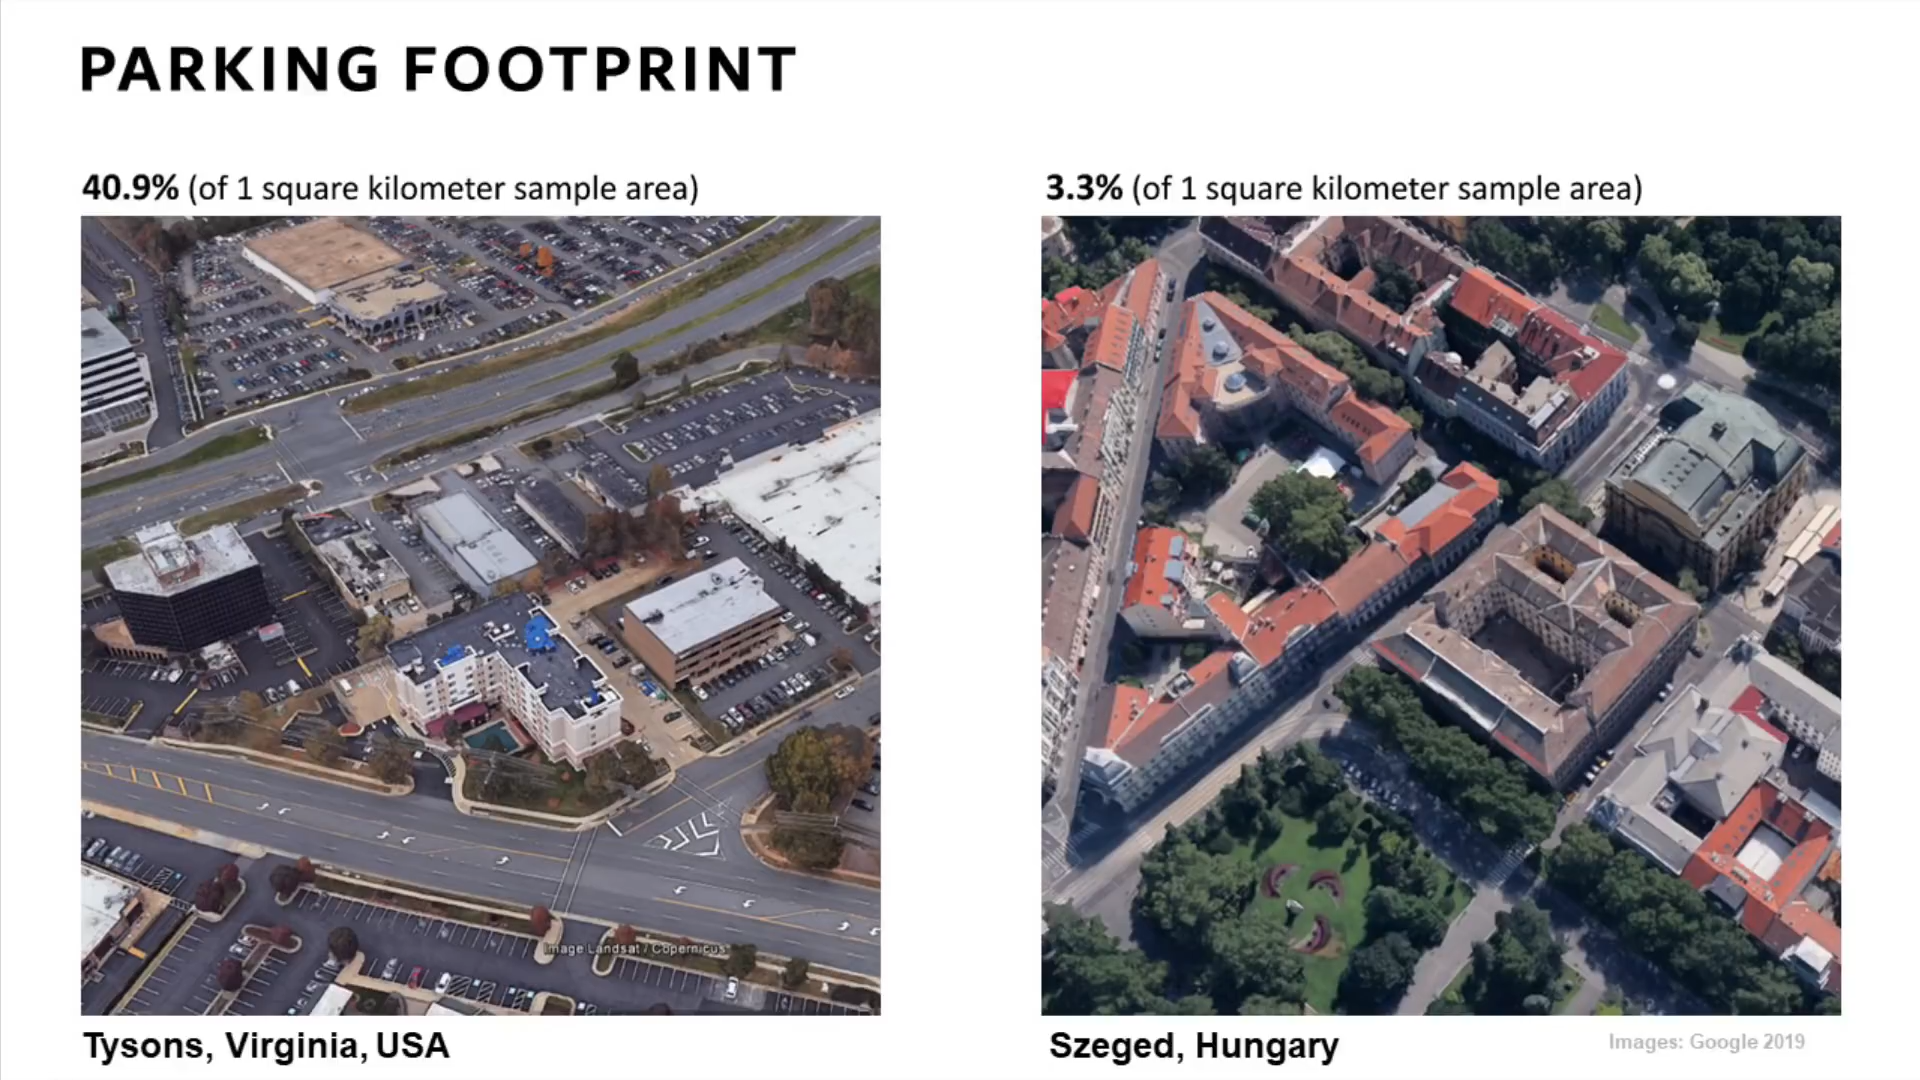 PARKING FOOTPRINT
40.9% (of 1 square kilometer sample area)
3.3% (of 1 square kilometer sample area)
Image Landsat / Copernicus
Tysons, Virginia, USA
Szeged, Hungary
Images: Google 2019